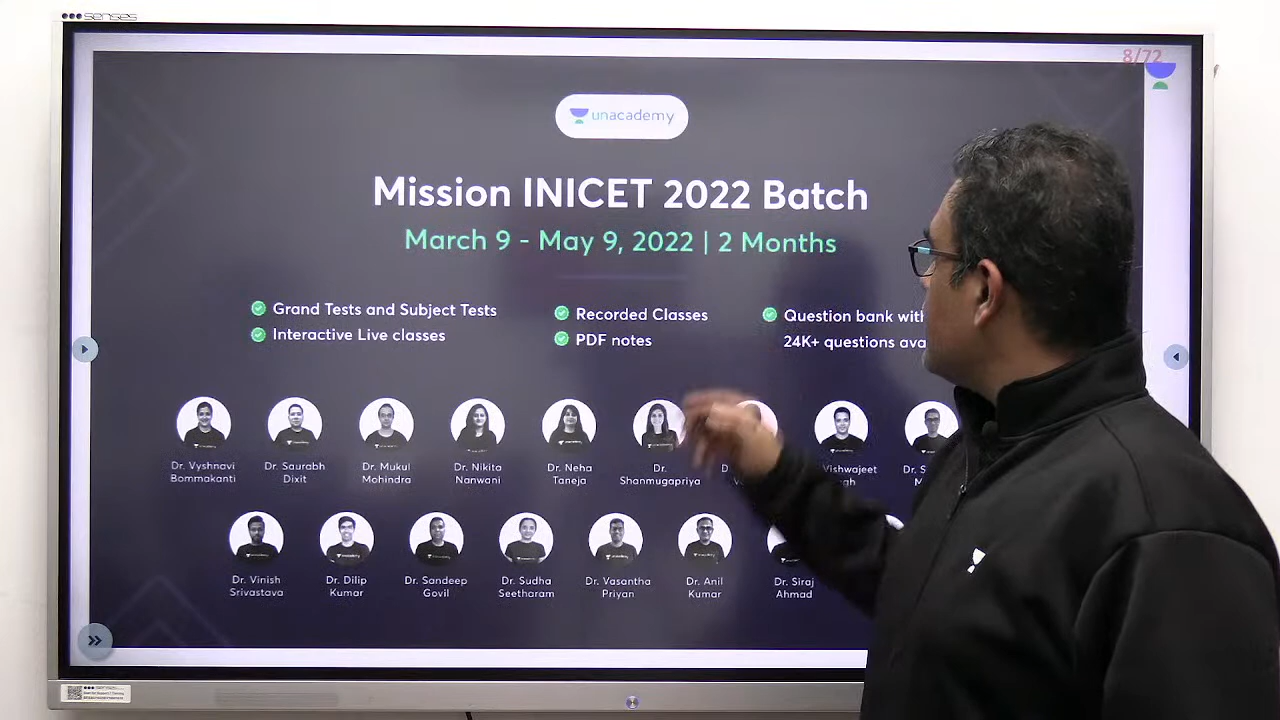 senses
8/72
unacademy
Mission INICET 2022 Batch
March 9 - May 9, 2022 | 2 Months
Grand Tests and Subject Tests
Interactive Live classes
Recorded Classes
PDF notes
Question bank with
24K+ questions
Dr. Vyshnavi
Bommakanti
Dr. Saurabh
Dixit
Dr. Mukul
Mohindra
Dr. Nikita
Nanwani
Dr. Neha
Taneja
Dr.
Shanmugapriya
Vishwajeet
Dr. Vinish
Srivastava
Dr. Dilip
Kumar
Dr. Sandeep
Govil
Dr. Sudha
Seetharam
Dr. Vasantha
Priyan
Dr. Anil
Kumar
Dr. Siraj
Ahmad